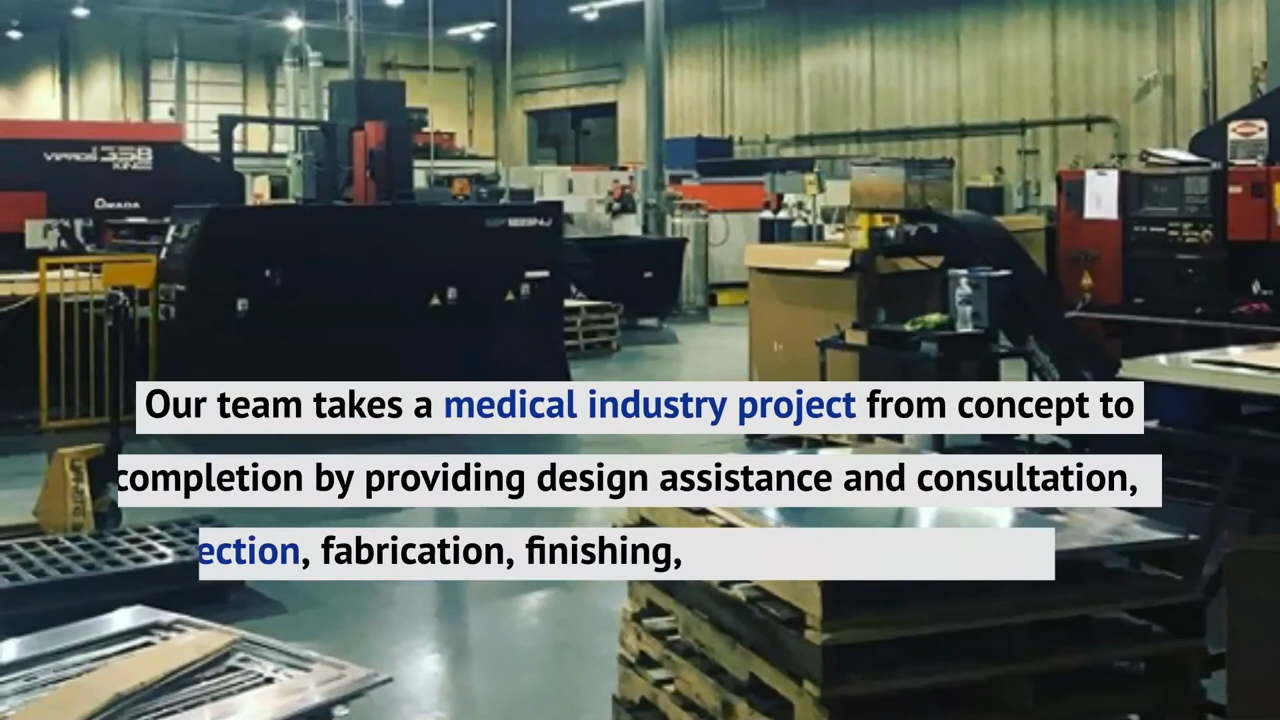 VIPROS 358
KING
AMADA
Our team takes a medical industry project from concept to
completion by providing design assistance and consultation,
ection, fabrication, finishing,